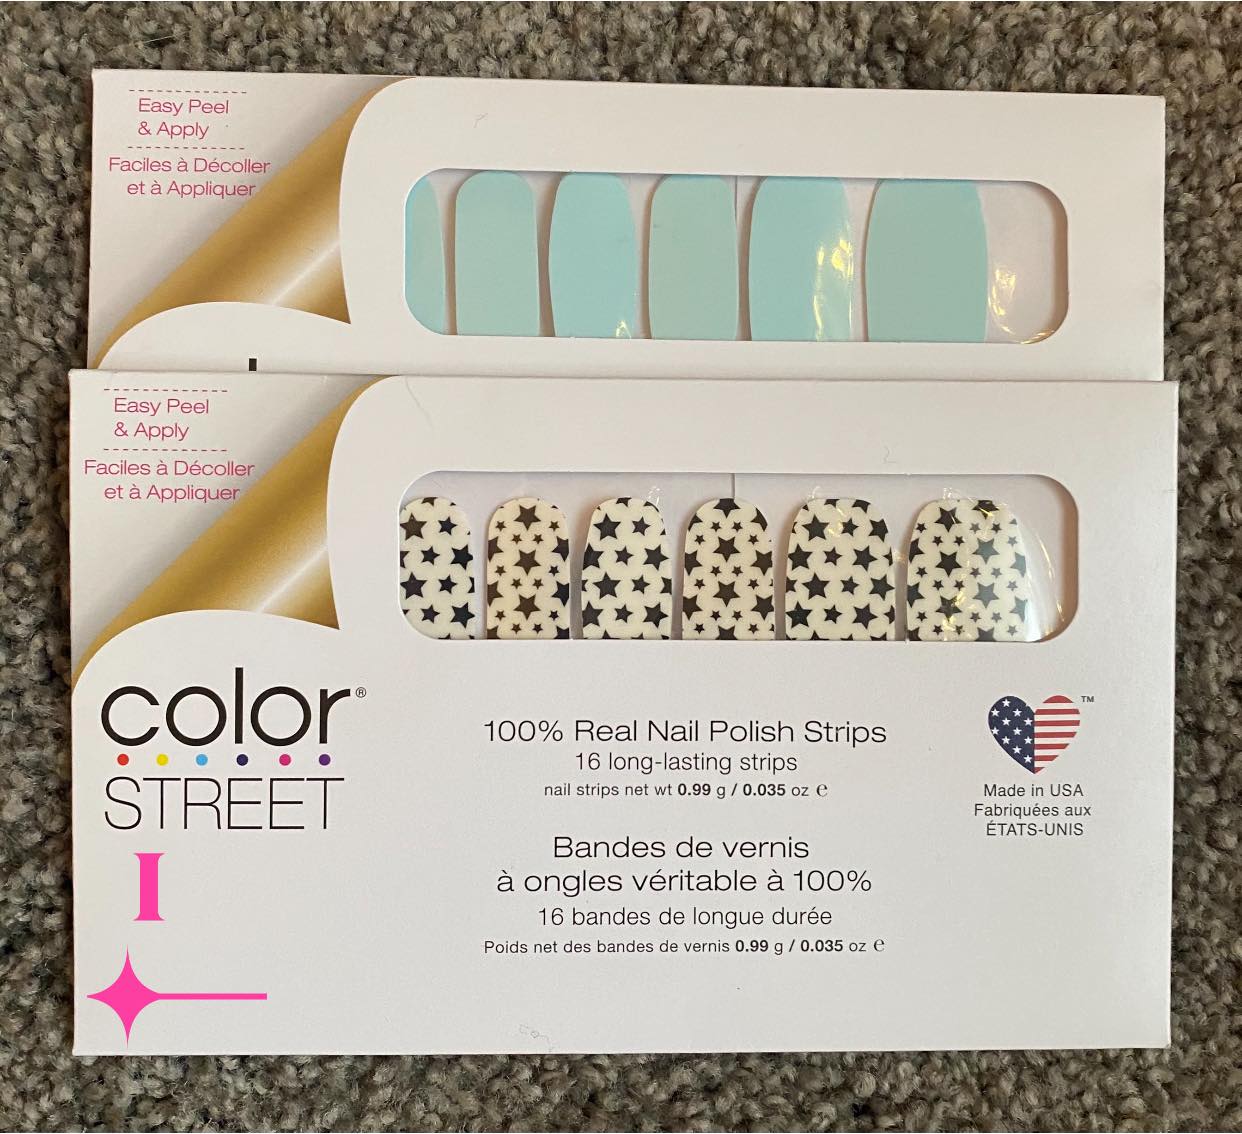 Easy Peel
& Apply
Faciles à Décoller
et à Appliquer
Easy Peel
& Apply
Faciles à Décoller
et à Appliquer
color®
STREET
I
100% Real Nail Polish Strips
16 long-lasting strips
nail strips net wt 0.99 g / 0.035 oz ℮
Bandes de vernis
à ongles véritable à 100%
16 bandes de longue durée
Poids net des bandes de vernis 0.99 g / 0.035 oz ℮
™
Made in USA
Fabriquées aux
ÉTATS-UNIS